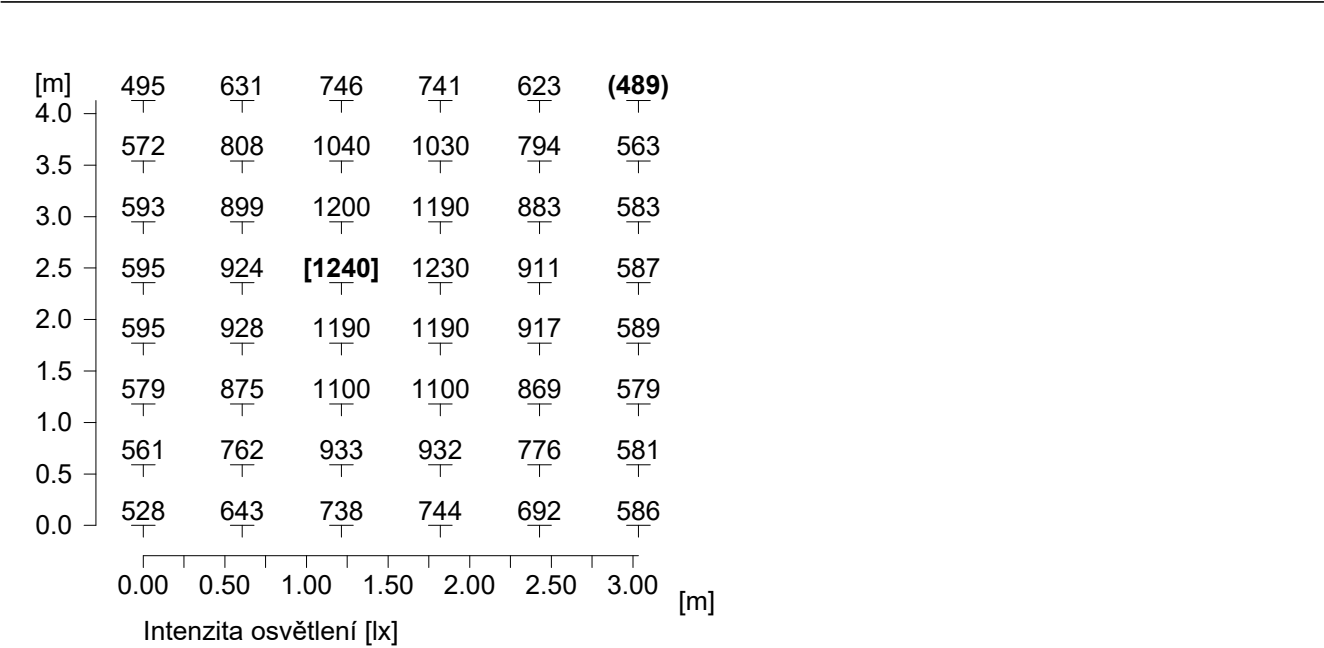 [m] 495 631 746 741 623 (489)
4.0
572 808 1040 1030 794 563
3.5
593 899 1200 1190 883 583
3.0
595 924 [1240] 1230 911 587
2.5
2.0 595 928 1190 1190 917 589
1.5
579 875 1100 1100 869 579
1.0
561 762 933 932 776 581
0.5
528 643 738 744 692 586
0.0
0.00 0.50 1.00 1.50 2.00 2.50 3.00
[m]
Intenzita osvětlení [lx]